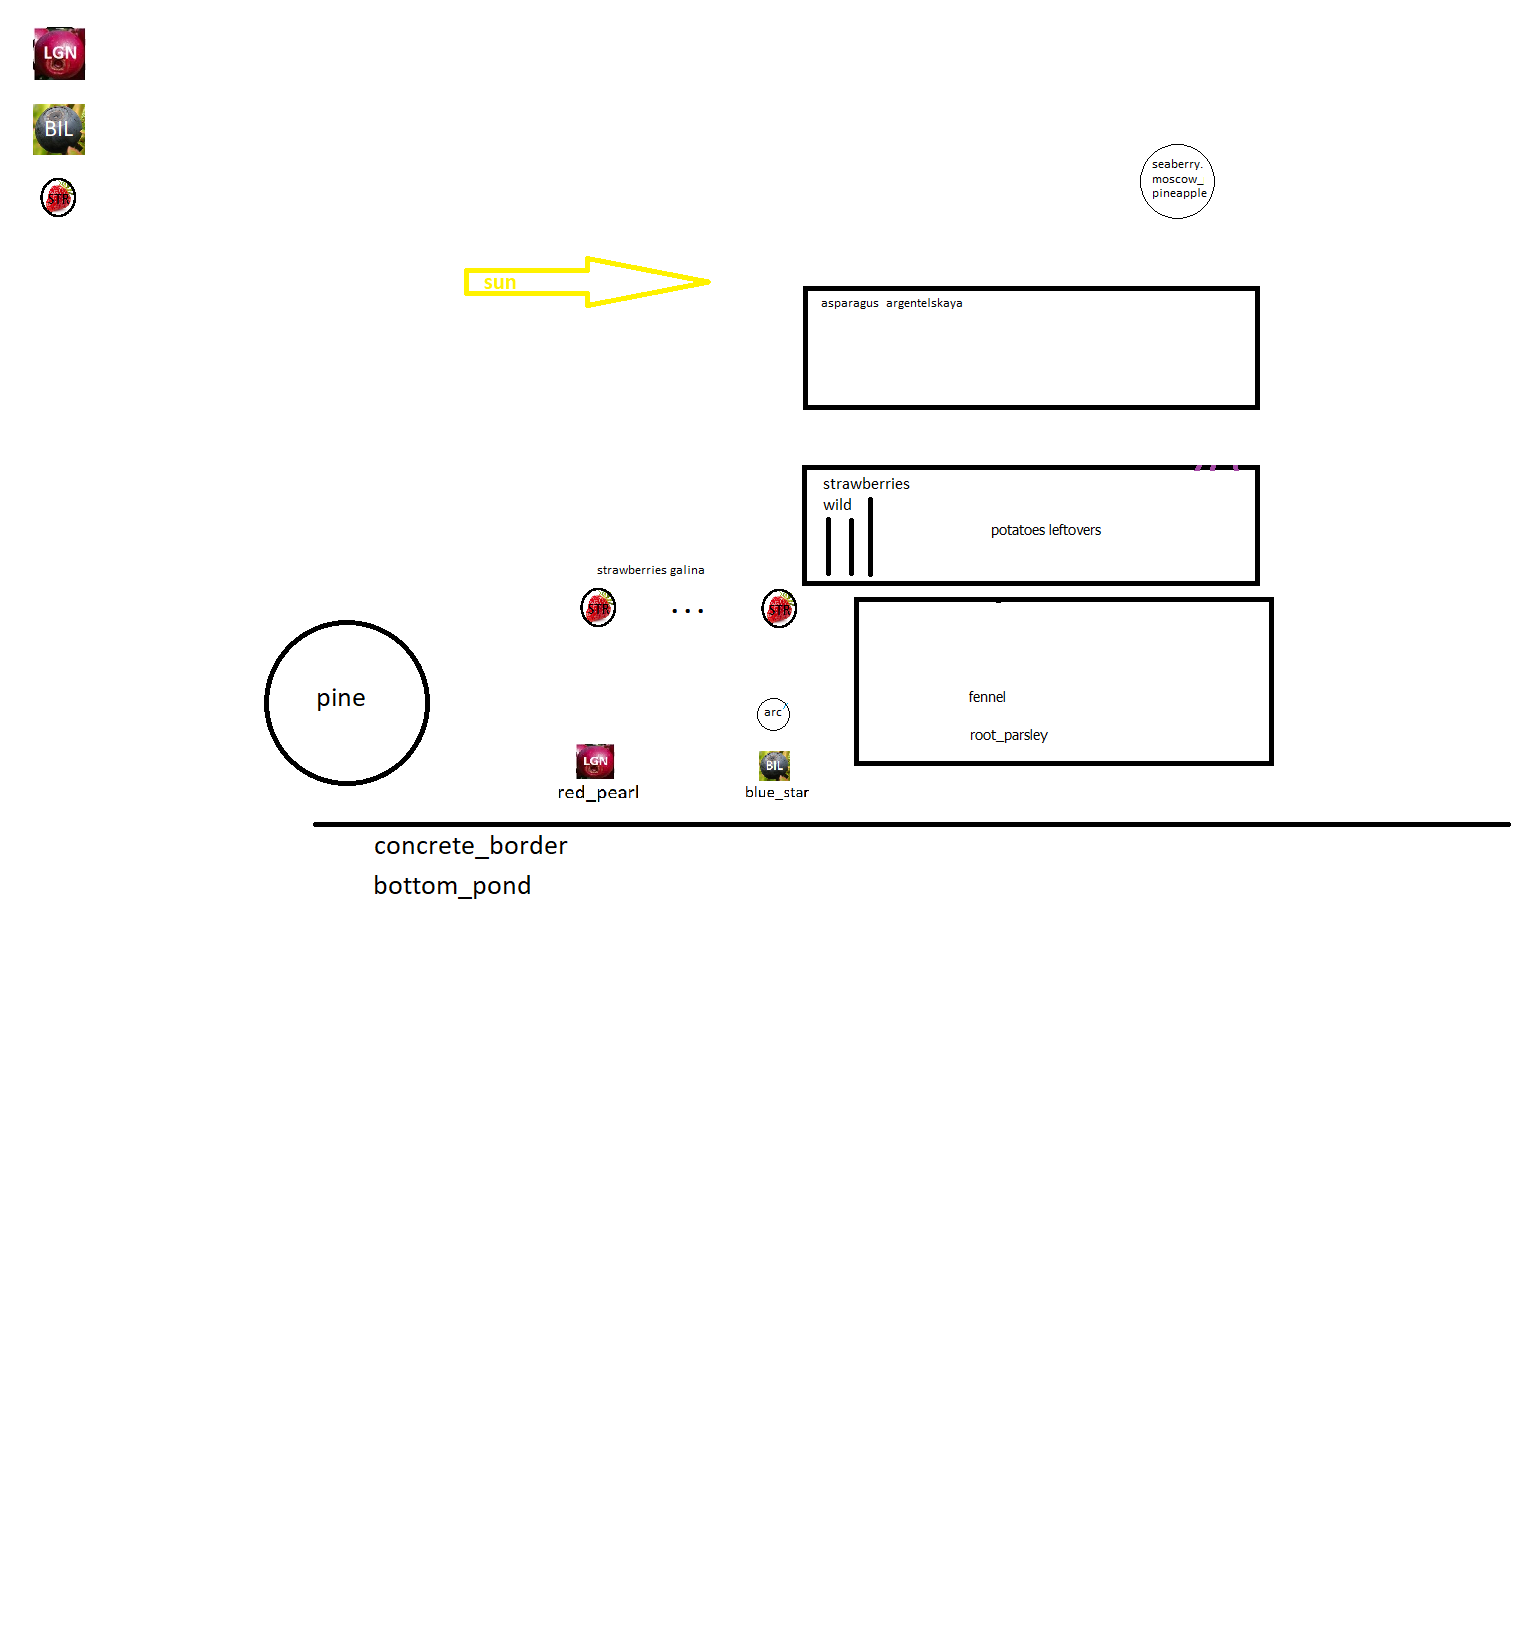 LGN
BIL
STR
seaberry.
moscow_
pineapple
sun
asparagus argentelskaya
strawberries
wild
potatoes leftovers
strawberries galina
STR
...
STR
pine
fennel
arc
root_parsley
LGN
BIL
red_pearl
blue_star
concrete_border
bottom_pond